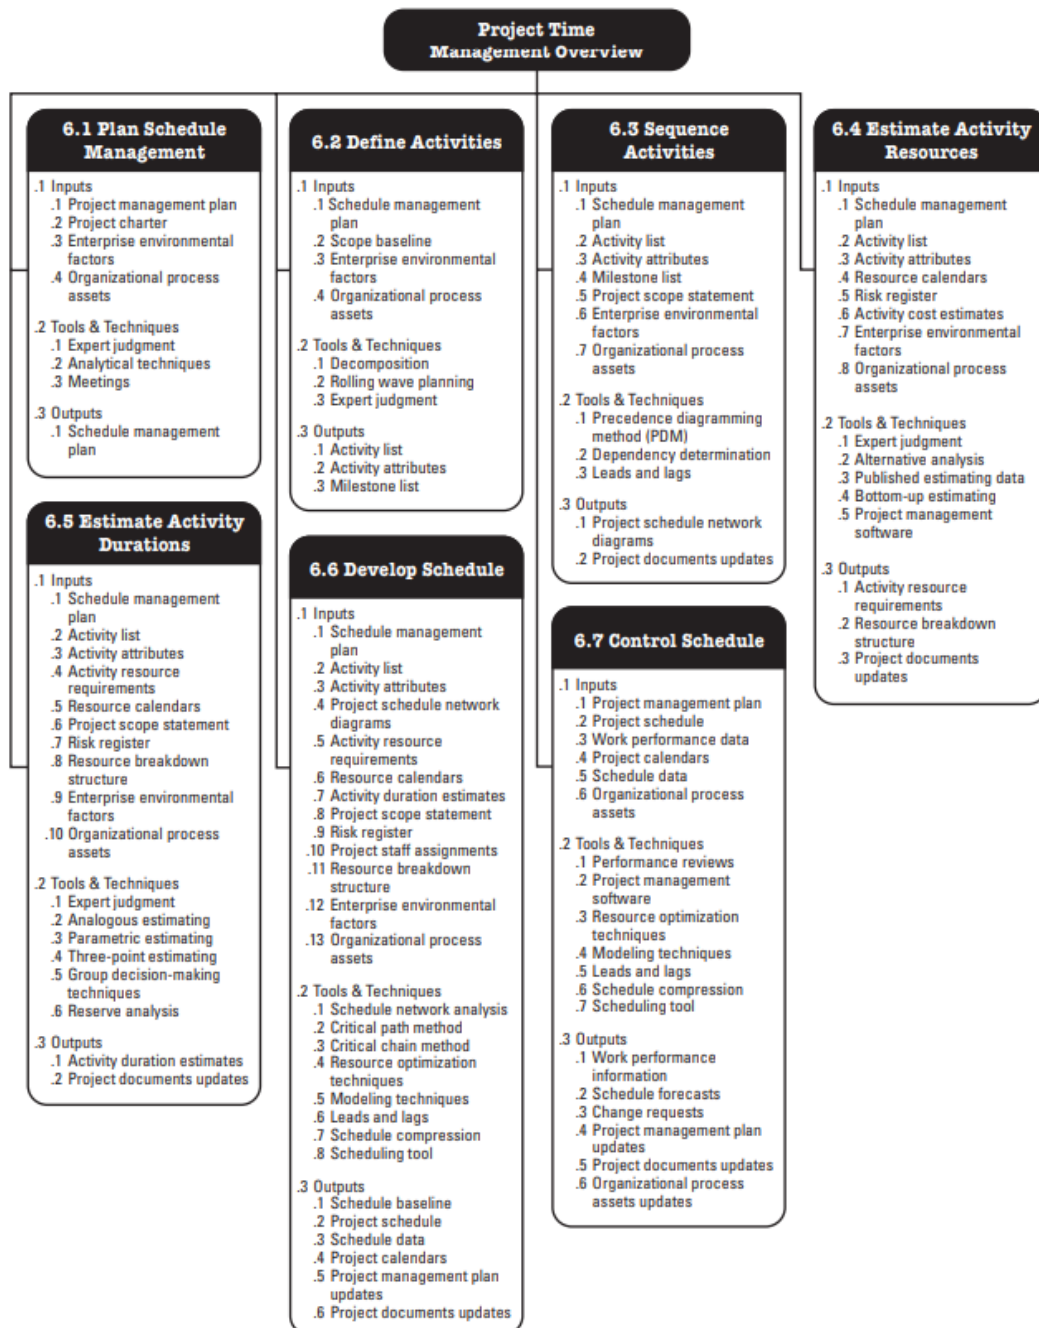 Project Time
Management Overview
6.1 Plan Schedule
Management
.1 Inputs
.1 Project management plan
.2 Project charter
.3 Enterprise environmental
factors
.4 Organizational process
assets
.2 Tools & Techniques
.1 Expert judgment
.2 Analytical techniques
.3 Meetings
.3 Outputs
.1 Schedule management
plan
6.2 Define Activities
.1 Inputs
.1 Schedule management
plan
.2 Scope baseline
.3 Enterprise environmental
factors
.4 Organizational process
assets
.2 Tools & Techniques
.1 Decomposition
.2 Rolling wave planning
.3 Expert judgment
.3 Outputs
.1 Activity list
.2 Activity attributes
.3 Milestone list
6.3 Sequence
Activities
.1 Inputs
.1 Schedule management
plan
.2 Activity list
.3 Activity attributes
.4 Milestone list
.5 Project scope statement
.6 Enterprise environmental
factors
.7 Organizational process
assets
.2 Tools & Techniques
.1 Precedence diagramming
method (PDM)
.2 Dependency determination
.3 Leads and lags
.3 Outputs
.1 Project schedule network
diagrams
.2 Project documents updates
6.4 Estimate Activity
Resources
.1 Inputs
.1 Schedule management
plan
.2 Activity list
.3 Activity attributes
.4 Resource calendars
.5 Risk register
.6 Activity cost estimates
.7 Enterprise environmental
factors
.8 Organizational process
assets
.2 Tools & Techniques
.1 Expert judgment
.2 Alternative analysis
.3 Published estimating data
.4 Bottom-up estimating
.5 Project management
software
.3 Outputs
.1 Activity resource
requirements
.2 Resource breakdown
structure
.3 Project documents
updates
6.5 Estimate Activity
Durations
.1 Inputs
.1 Schedule management
plan
.2 Activity list
.3 Activity attributes
.4 Activity resource
requirements
.5 Resource calendars
.6 Project scope statement
.7 Risk register
.8 Resource breakdown
structure
.9 Enterprise environmental
factors
.10 Organizational process
assets
.2 Tools & Techniques
.1 Expert judgment
.2 Analogous estimating
.3 Parametric estimating
.4 Three-point estimating
.5 Group decision-making
techniques
.6 Reserve analysis
.3 Outputs
.1 Activity duration estimates
.2 Project documents updates
6.6 Develop Schedule
.1 Inputs
.1 Schedule management
plan
.2 Activity list
.3 Activity attributes
.4 Project schedule network
diagrams
.5 Activity resource
requirements
.6 Resource calendars
.7 Activity duration estimates
.8 Project scope statement
.9 Risk register
.10 Project staff assignments
.11 Resource breakdown
structure
.12 Enterprise environmental
factors
.13 Organizational process
assets
.2 Tools & Techniques
.1 Schedule network analysis
.2 Critical path method
.3 Critical chain method
.4 Resource optimization
techniques
.5 Modeling techniques
.6 Leads and lags
.7 Schedule compression
.8 Scheduling tool
.3 Outputs
.1 Schedule baseline
.2 Project schedule
.3 Schedule data
.4 Project calendars
.5 Project management plan
updates
.6 Project documents updates
6.7 Control Schedule
.1 Inputs
.1 Project management plan
.2 Project schedule
.3 Work performance data
.4 Project calendars
.5 Schedule data
.6 Organizational process
assets
.2 Tools & Techniques
.1 Performance reviews
.2 Project management
software
.3 Resource optimization
techniques
.4 Modeling techniques
.5 Leads and lags
.6 Schedule compression
.7 Scheduling tool
.3 Outputs
.1 Work performance
information
.2 Schedule forecasts
.3 Change requests
.4 Project management plan
updates
.5 Project documents updates
.6 Organizational process
assets updates